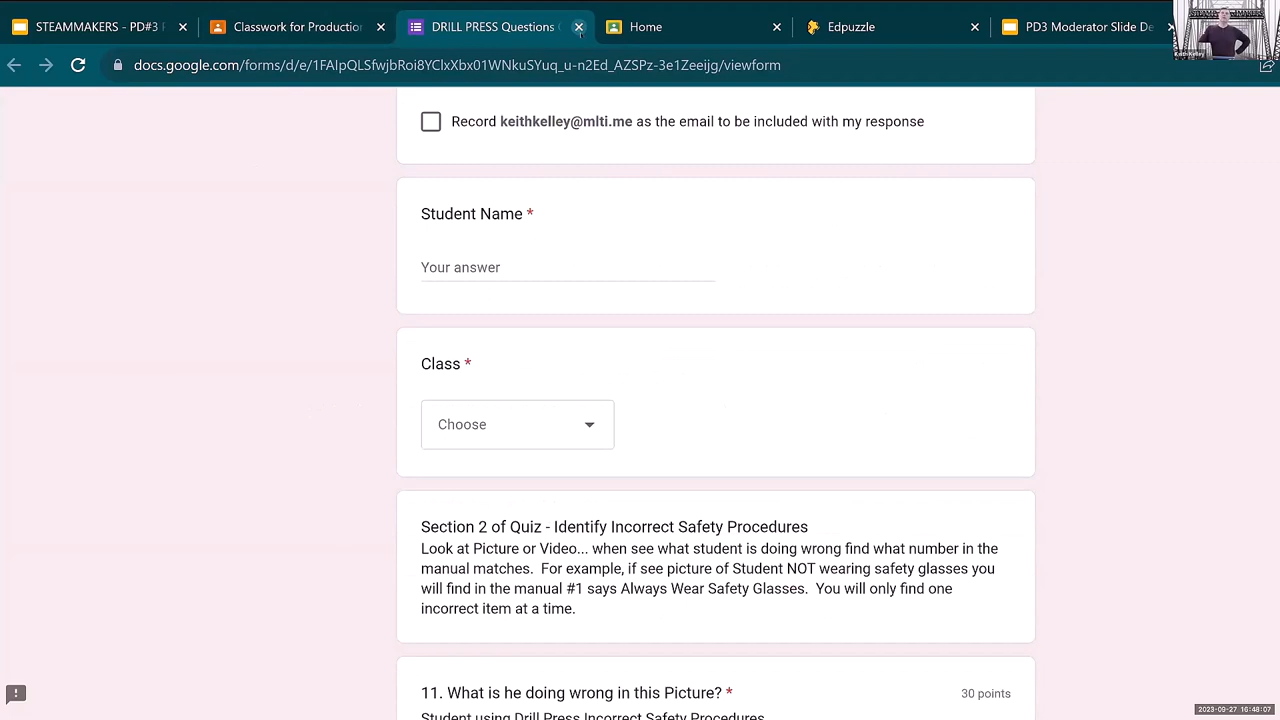 STEAMMAKERS - PD#3
Classwork for Production
DRILL PRESS Questions
Home
Edpuzzle
PD3 Moderator Slide De
docs.google.com/forms/d/e/1FAIpQLSfwjbRoi8YClxXbx01WNkuSYuq_u-n2Ed_AZSPz-3e1Zeeijg/viewform
Record keithkelley@mlti.me as the email to be included with my response
Student Name *
Your answer
Class *
Choose
Section 2 of Quiz - Identify Incorrect Safety Procedures
Look at Picture or Video... when see what student is doing wrong find what number in the
manual matches. For example, if see picture of Student NOT wearing safety glasses you
will find in the manual #1 says Always Wear Safety Glasses. You will only find one
incorrect item at a time.
11. What is he doing wrong in this Picture? *
30 points
Student using Drill Press Incorrect Safety Procedures
2023-09-27 16:48:07